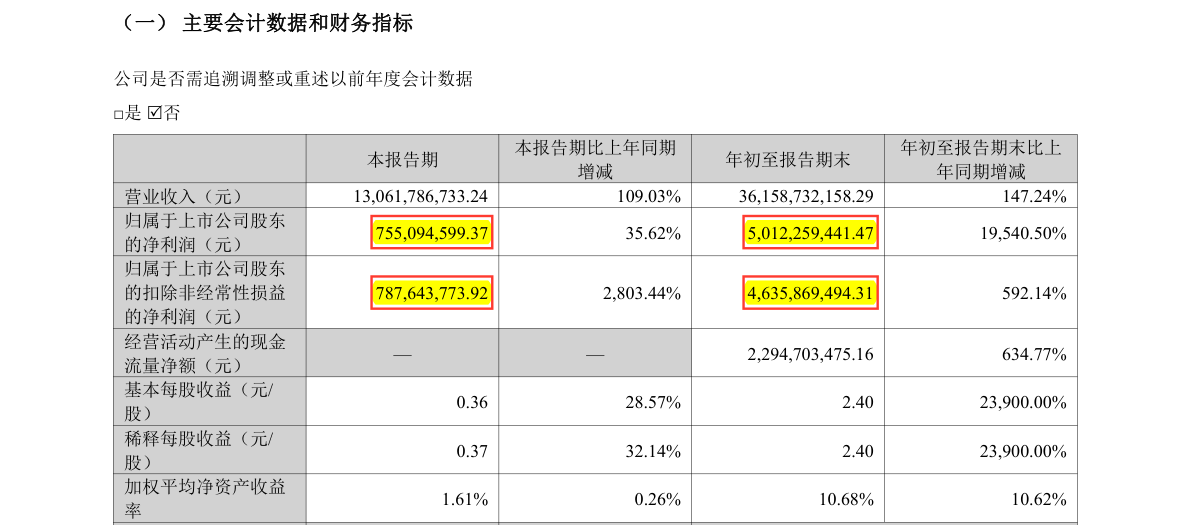 （一） 主要会计数据和财务指标
公司是否需追溯调整或重述以前年度会计数据
□是 ☑否
本报告期
本报告期比上年同期
增减
年初至报告期末
年初至报告期末比上
年同期增减
营业收入（元） 13,061,786,733.24 109.03% 36,158,732,158.29 147.24%
归属于上市公司股东
的净利润（元）
755,094,599.37 35.62% 5,012,259,441.47 19,540.50%
归属于上市公司股东
的扣除非经常性损益
的净利润（元）
787,643,773.92 2,803.44% 4,635,869,494.31 592.14%
经营活动产生的现金
流量净额（元）
— — 2,294,703,475.16 634.77%
基本每股收益（元/
股）
0.36 28.57% 2.40 23,900.00%
稀释每股收益（元/
股）
0.37 32.14% 2.40 23,900.00%
加权平均净资产收益
率
1.61% 0.26% 10.68% 10.62%